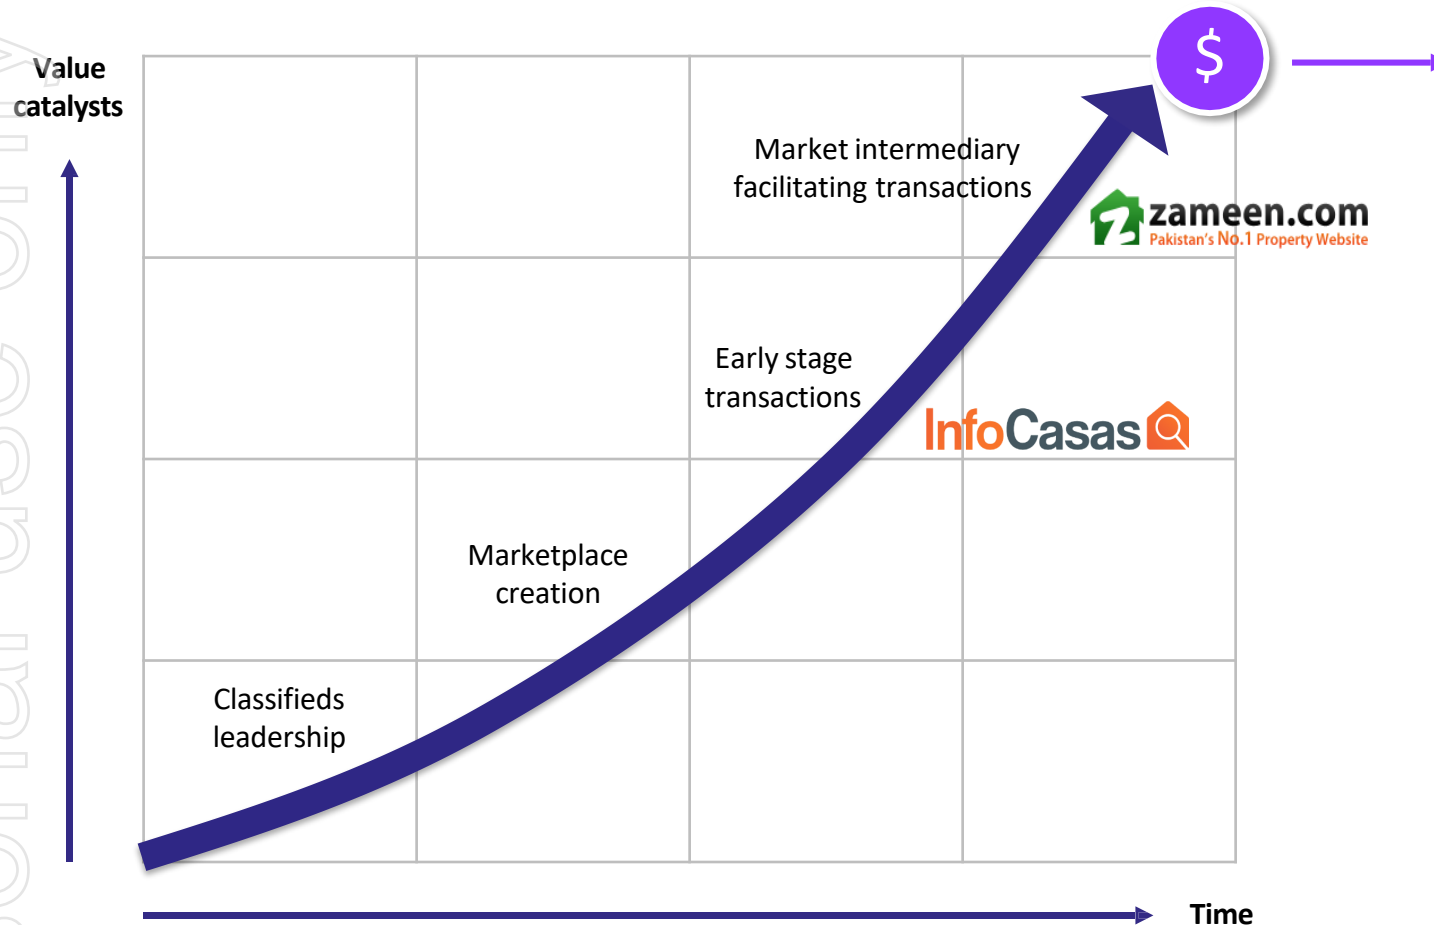 Value
catalysts
$
Market intermediary
facilitating transactions
zameen.com
Pakistan's No.1 Property Website
Early stage
transactions
InfoCasas
Marketplace
creation
Classifieds
leadership
Time